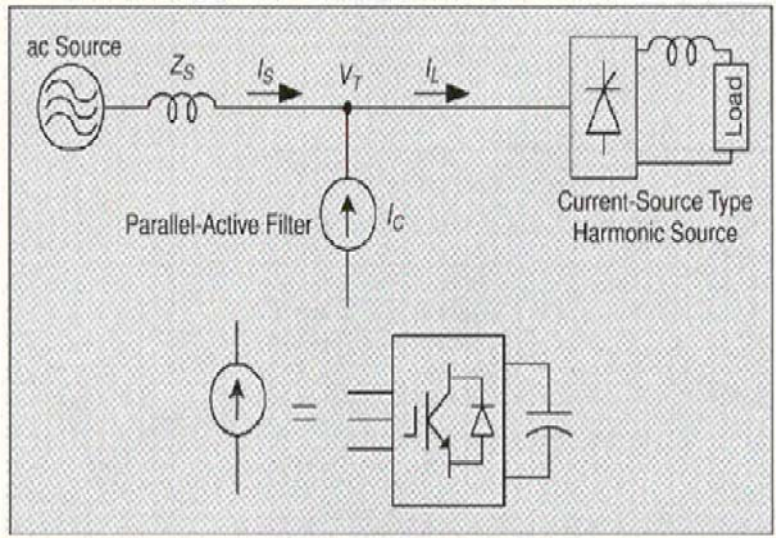 ac Source
Z_S
I_S
V_T
I_L
Load
Parallel-Active Filter
I_C
Current-Source Type
Harmonic Source
=